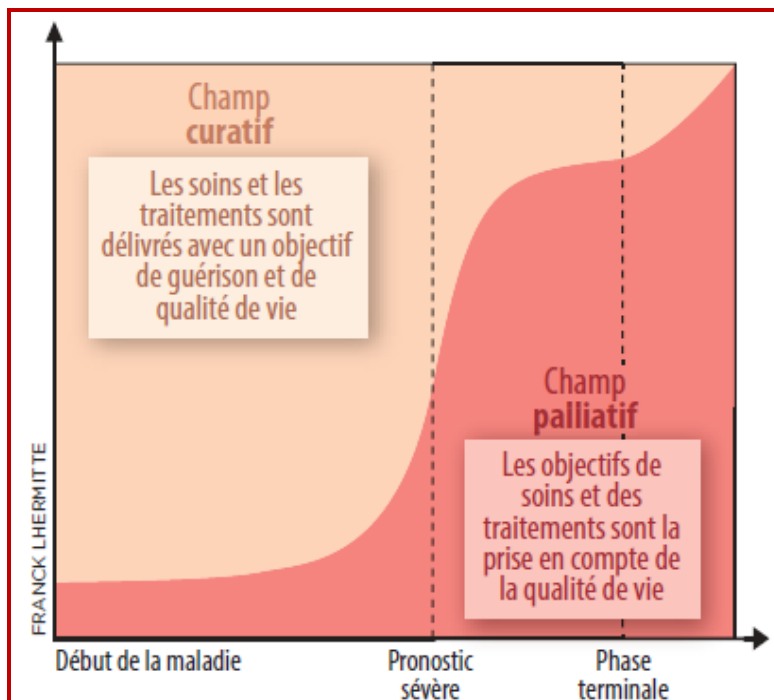 Champ
curatif
Les soins et les
traitements sont
délivrés avec un objectif
de guérison et de
qualité de vie
Champ
palliatif
Les objectifs de
soins et des
traitements sont la
prise en compte de
la qualité de vie
FRANCK LHERMITTE
Début de la maladie
Pronostic
sévère
Phase
terminale